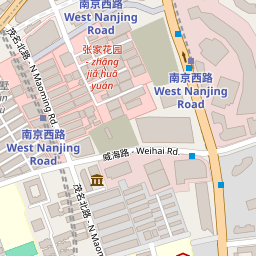 南京西路
West Nanjing
Road
茂名北路 - N Maoming Rd.
张家花园
- zhāng
jiā huā
yuán
南京西路
West Nanjing
Road
墅
南京西路
West Nanjing
Road
威海路 - Weihai Rd.
茂名北路 - N Maom